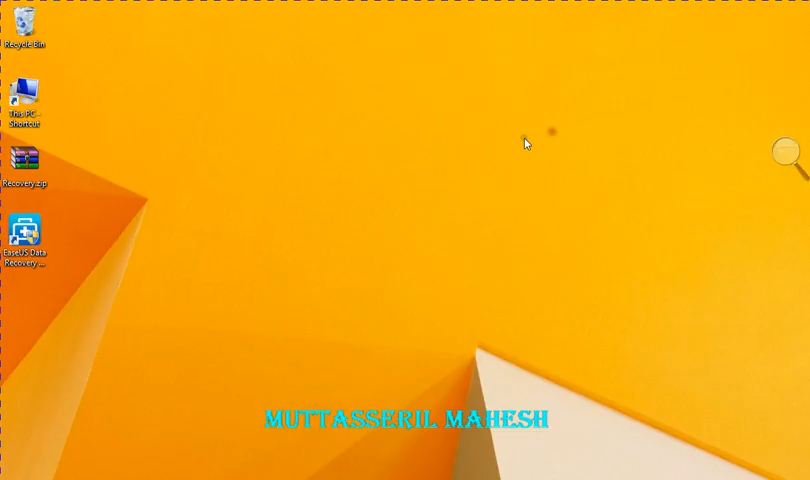 Recycle Bin
This PC -
Shortcut
Recovery.zip
EaseUS Data
Recovery ...
MUTTASSERIL MAHESH